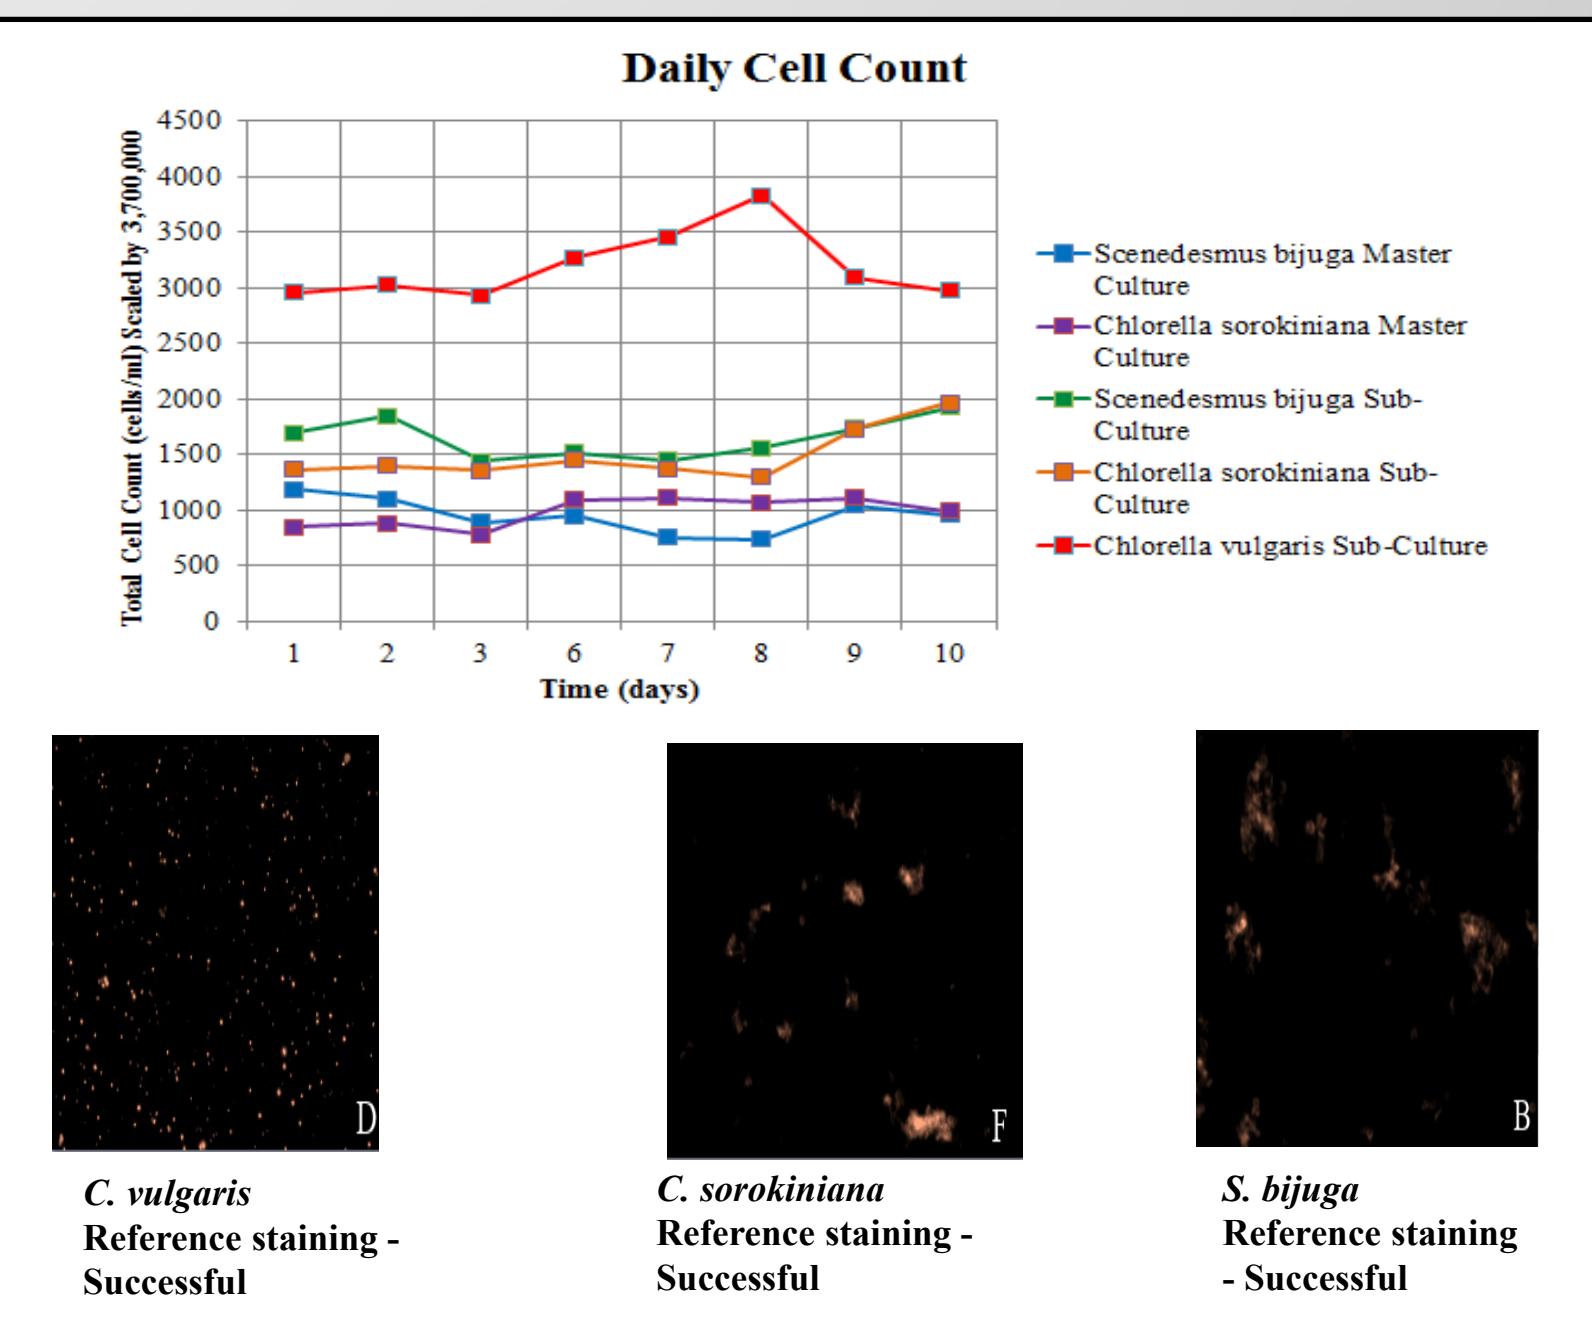 Daily Cell Count
Total Cell Count (cells/ml) Scaled by 3,700,000
4500
4000
3500
3000
2500
2000
1500
1000
500
0
1 2 3 6 7 8 9 10
Time (days)
Scenedesmus bijuga Master
Culture
Chlorella sorokiniana Master
Culture
Scenedesmus bijuga Sub-
Culture
Chlorella sorokiniana Sub-
Culture
Chlorella vulgaris Sub-Culture
D
F
B
C. vulgaris
Reference staining -
Successful
C. sorokiniana
Reference staining -
Successful
S. bijuga
Reference staining
- Successful